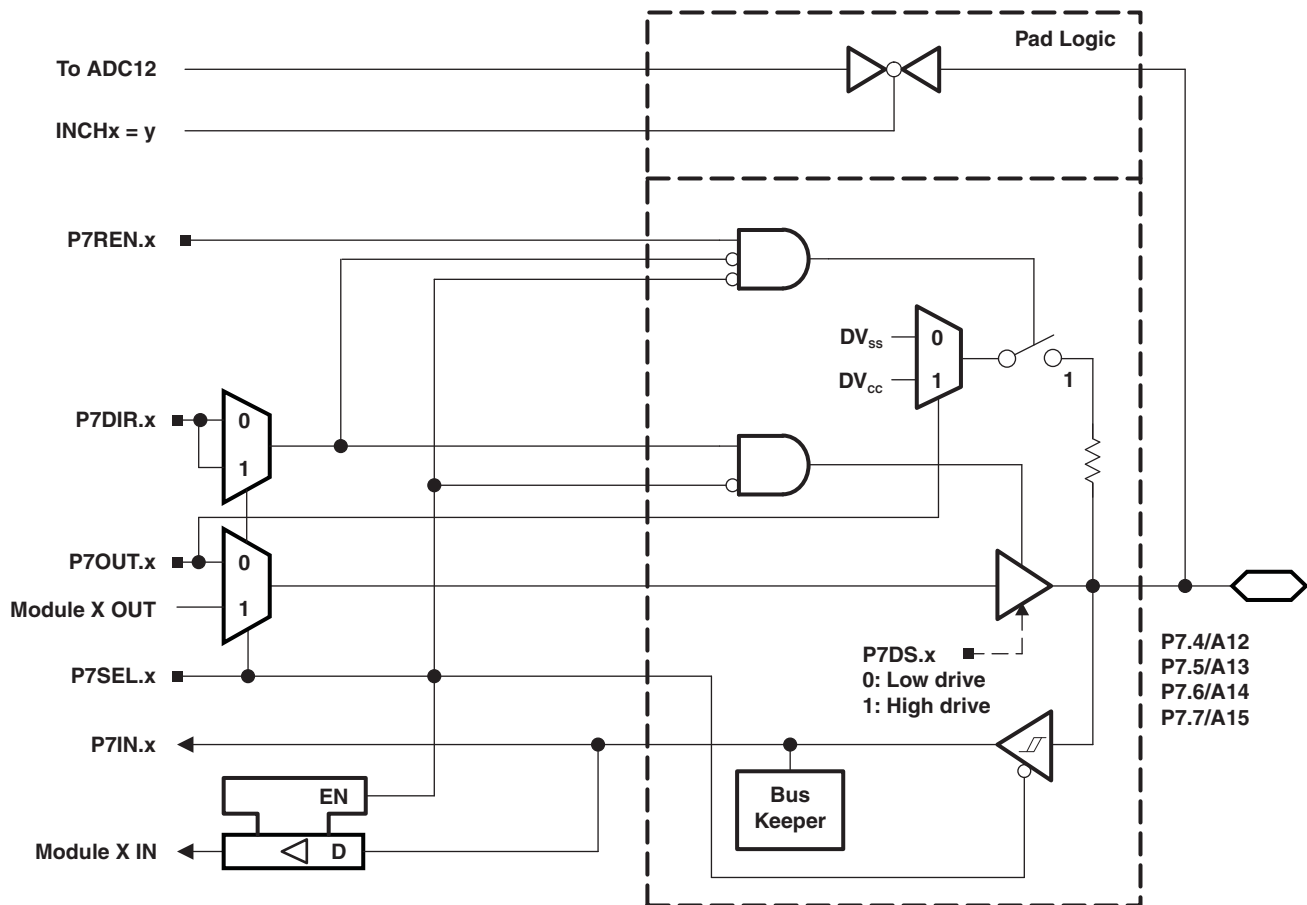 Pad Logic
To ADC12
INCHx = y
P7REN.x
DVSS
0
DVCC
1
1
P7DIR.x
0
1
P7OUT.x
0
Module X OUT
1
P7DS.x
0: Low drive
1: High drive
P7.4/A12
P7.5/A13
P7.6/A14
P7.7/A15
P7SEL.x
P7IN.x
Bus
Keeper
EN
Module X IN
D